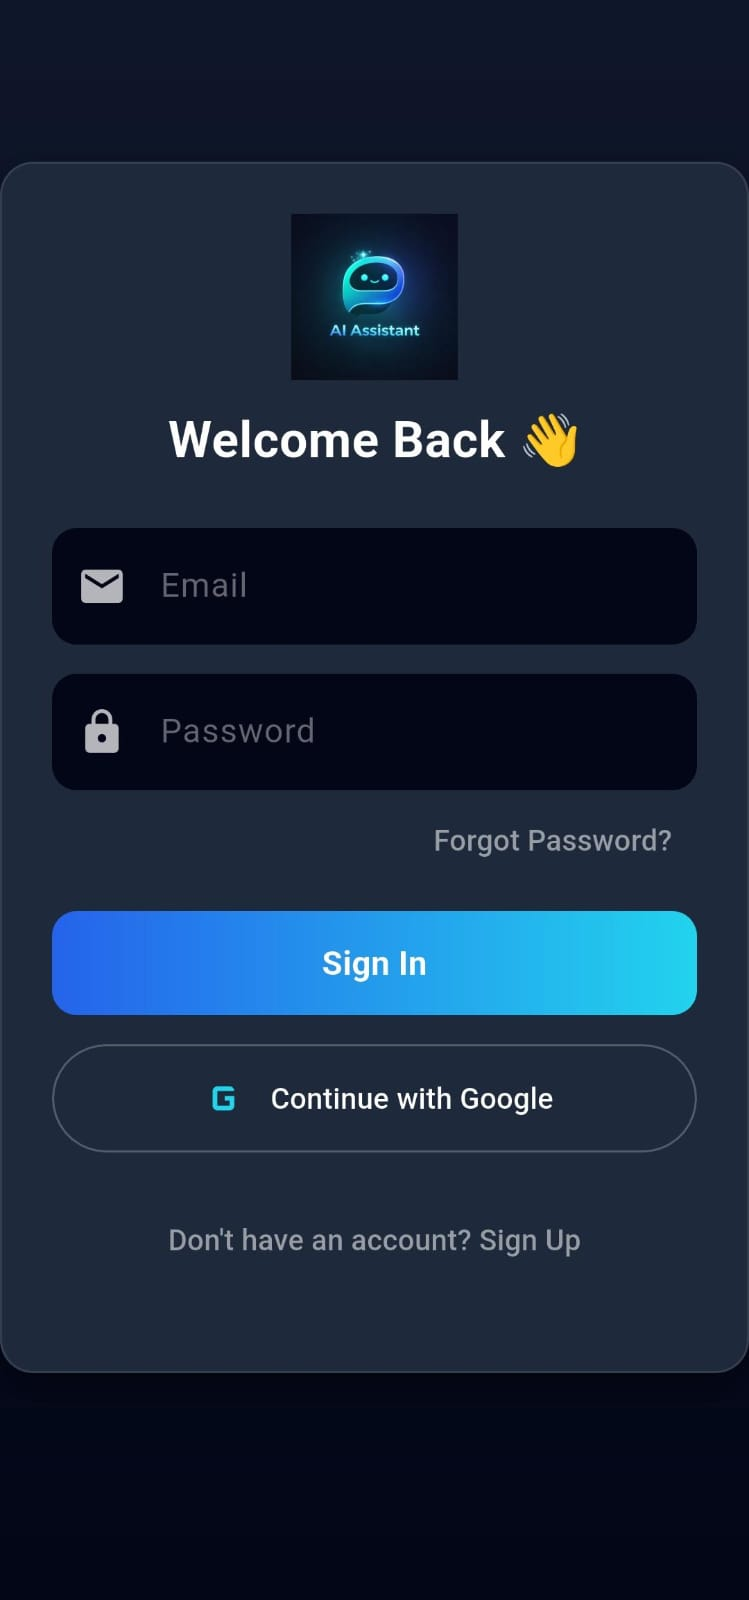 AI Assistant
Welcome Back 👋
Email
Password
Forgot Password?
Sign In
G Continue with Google
Don't have an account? Sign Up